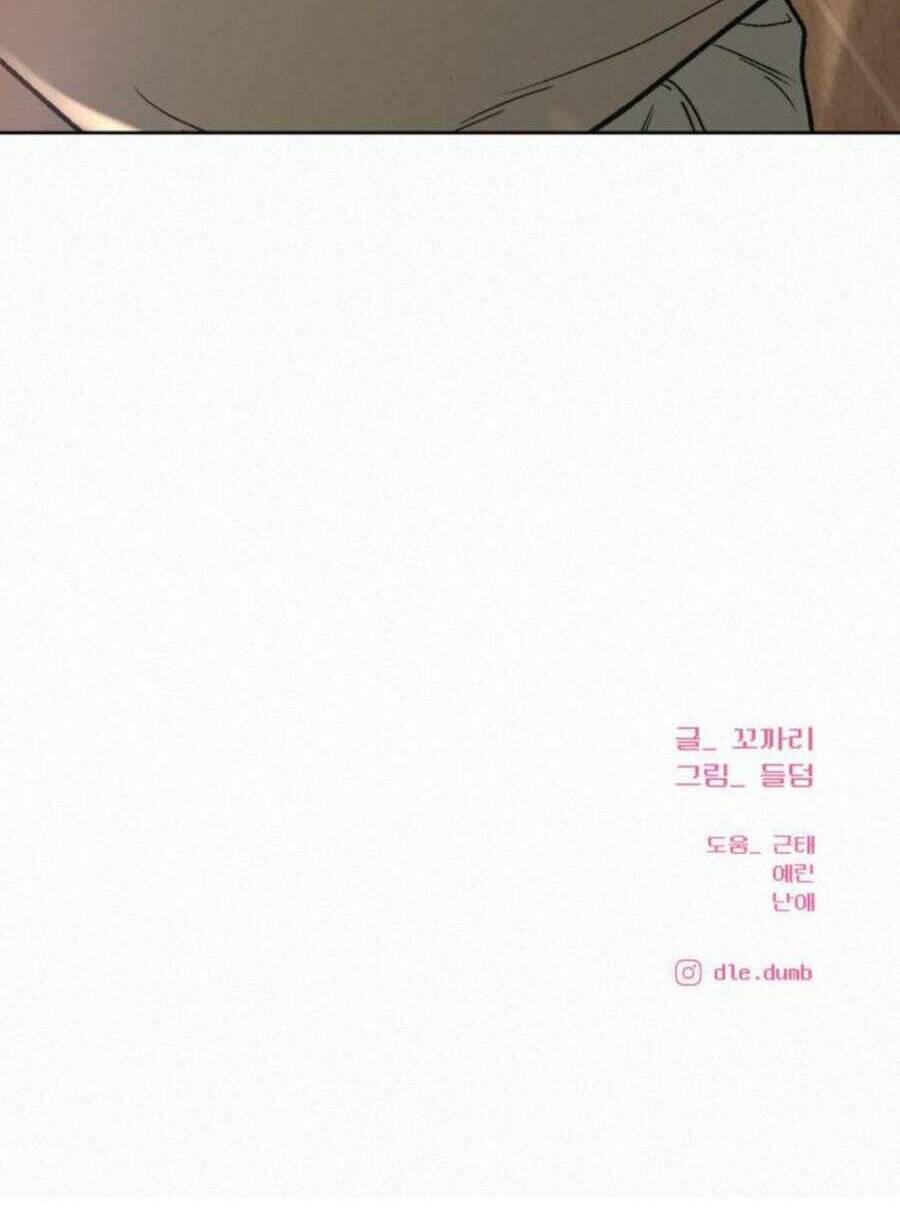 글_ 꼬까리
그림_ 들덤
도움_ 근태
예린
난애
dle.dumb